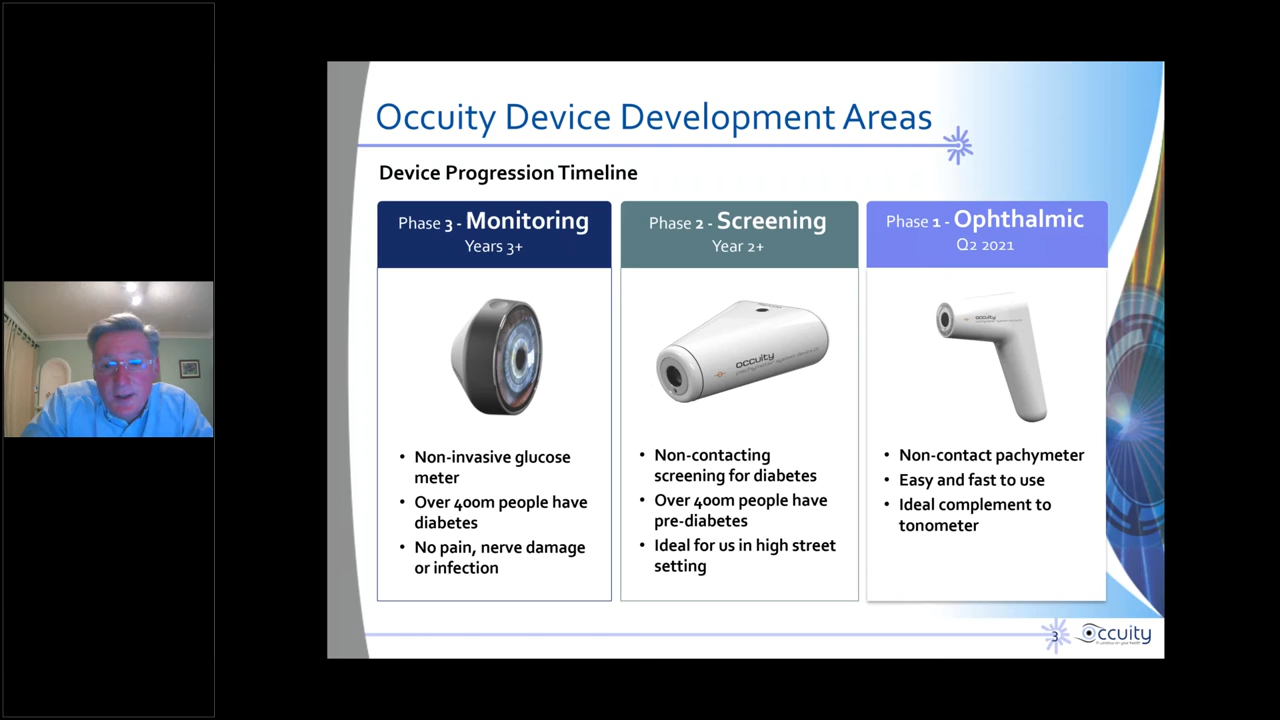 Occuity Device Development Areas
Device Progression Timeline
Phase 3 - Monitoring
Years 3+
Phase 2 - Screening
Year 2+
Phase 1 - Ophthalmic
Q2 2021
occuity
occuity
• Non-invasive glucose
meter
• Over 400m people have
diabetes
• No pain, nerve damage
or infection
• Non-contacting
screening for diabetes
• Over 400m people have
pre-diabetes
• Ideal for us in high street
setting
• Non-contact pachymeter
• Easy and fast to use
• Ideal complement to
tonometer
3
Occuity